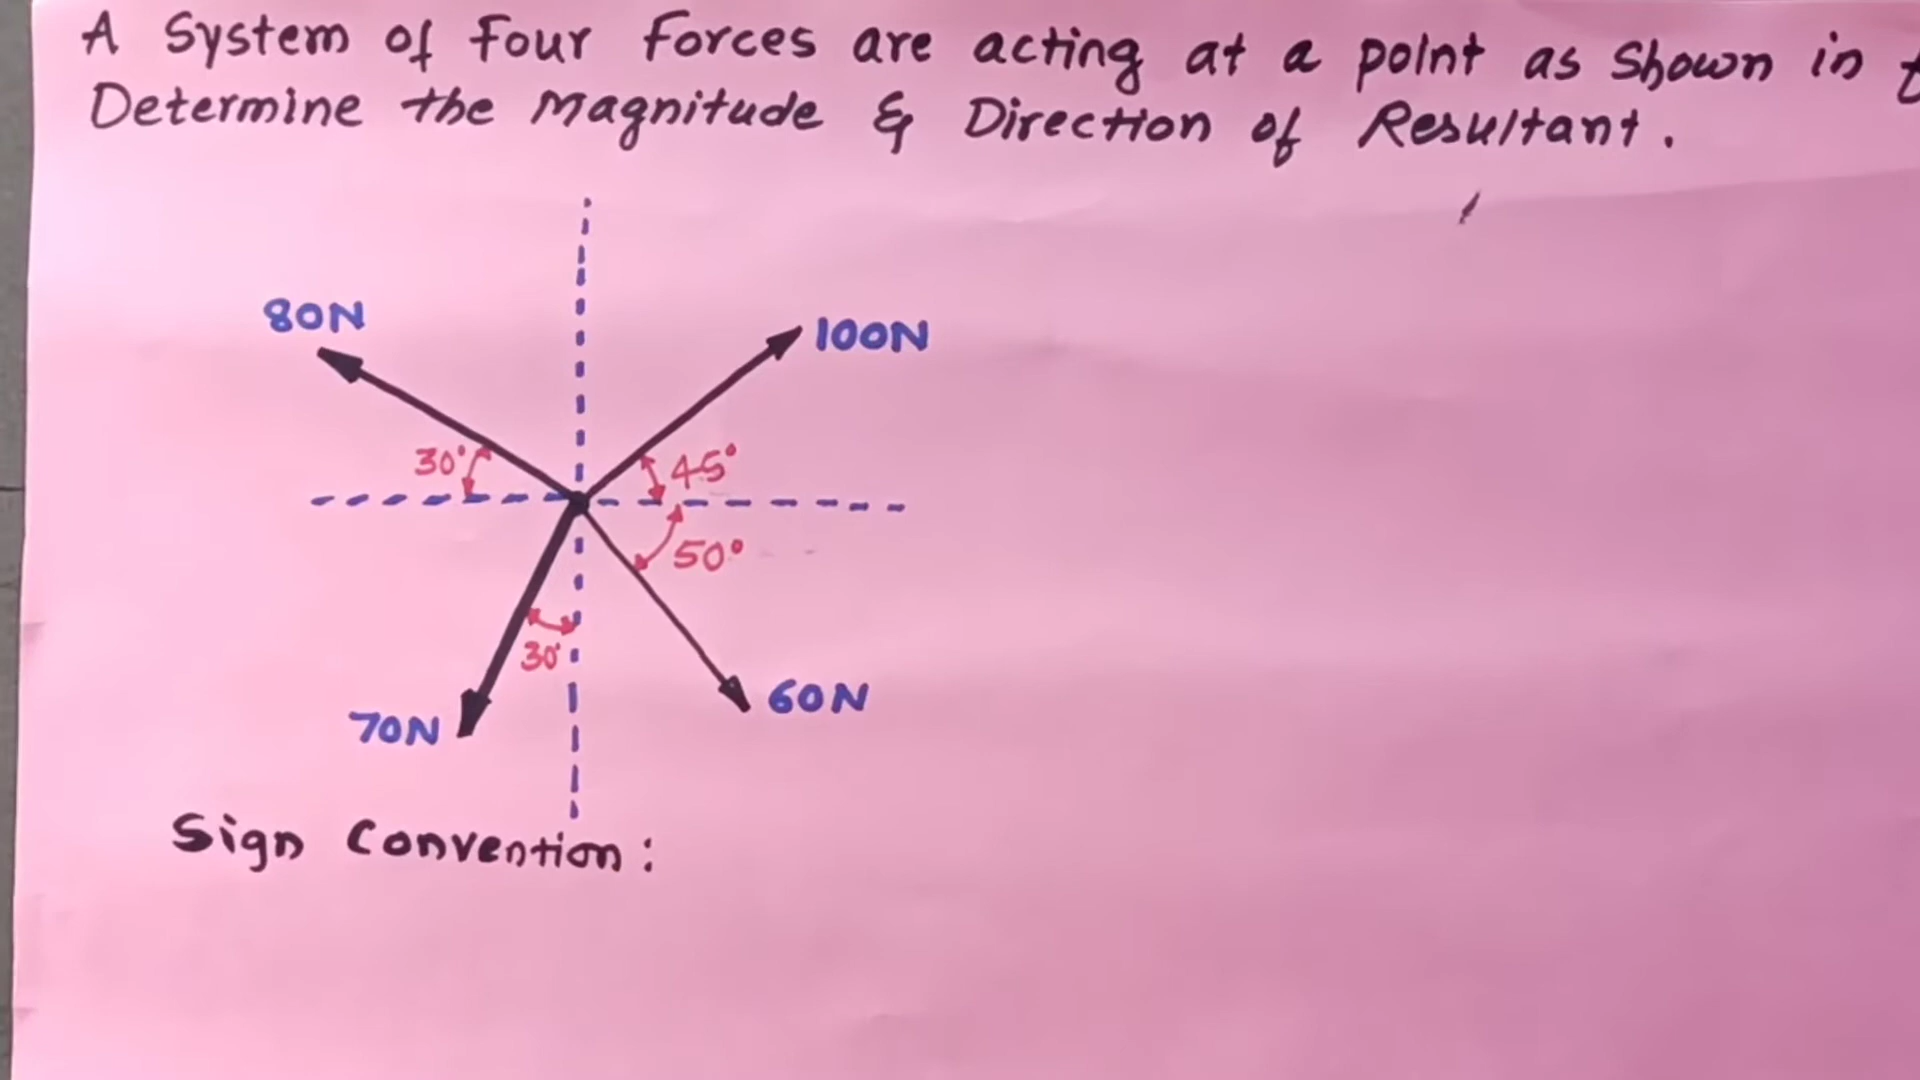 A System of Four Forces are acting at a point as Shown in
Determine the Magnitude & Direction of Resultant.
80N
100N
30°
45°
50°
30°
70N
60N
Sign Convention: